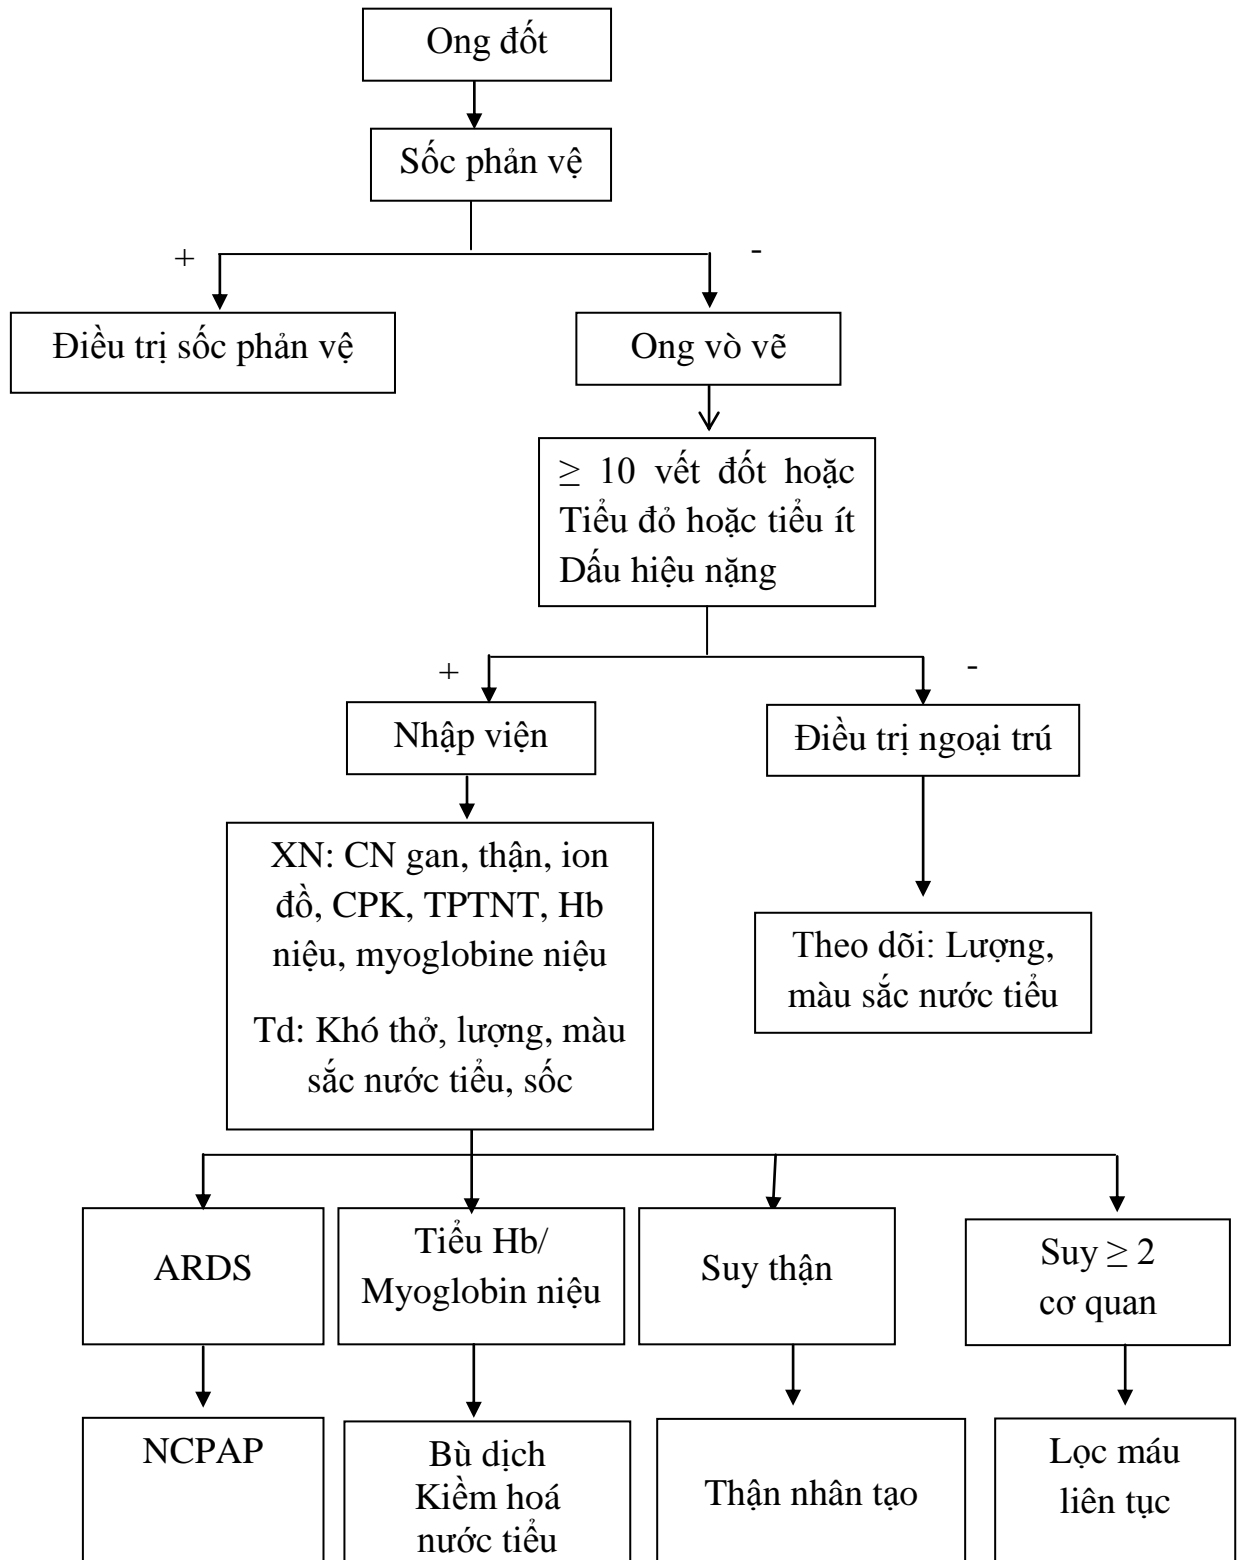 Ong đốt
Sốc phản vệ
+
-
Điều trị sốc phản vệ
Ong vò vẽ
≥ 10 vết đốt hoặc
Tiểu đỏ hoặc tiểu ít
Dấu hiệu nặng
+
-
Nhập viện
Điều trị ngoại trú
XN: CN gan, thận, ion
đồ, CPK, TPTNT, Hb
niệu, myoglobine niệu
Td: Khó thở, lượng, màu
sắc nước tiểu, sốc
Theo dõi: Lượng,
màu sắc nước tiểu
ARDS
Tiểu Hb/
Myoglobin niệu
Suy thận
Suy ≥ 2
cơ quan
NCPAP
Bù dịch
Kiềm hoá
nước tiểu
Thận nhân tạo
Lọc máu
liên tục